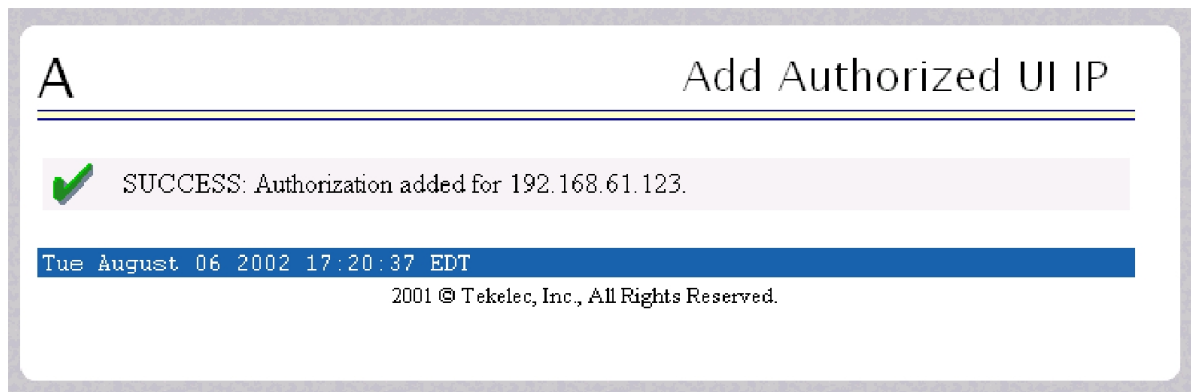 A Add Authorized UI IP
SUCCESS: Authorization added for 192.168.61.123.
Tue August 06 2002 17:20:37 EDT
2001 © Tekelec, Inc., All Rights Reserved.